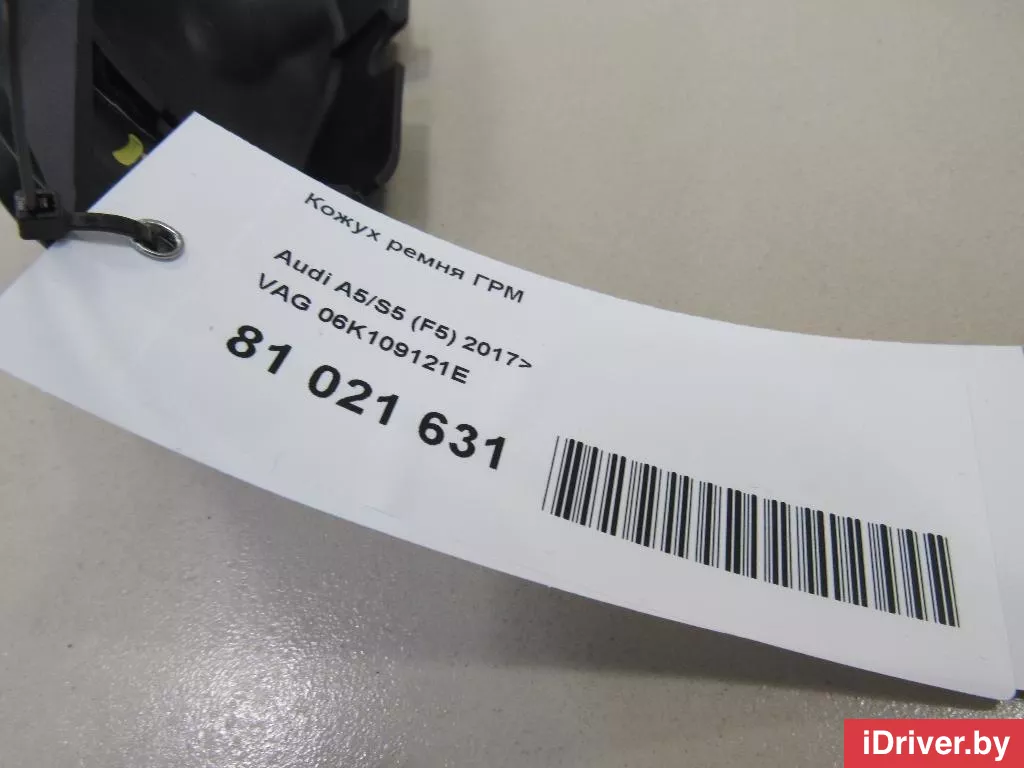 Кожух ремня ГРМ
Audi A5/S5 (F5) 2017>
VAG 06K109121E
81 021 631
iDriver.by